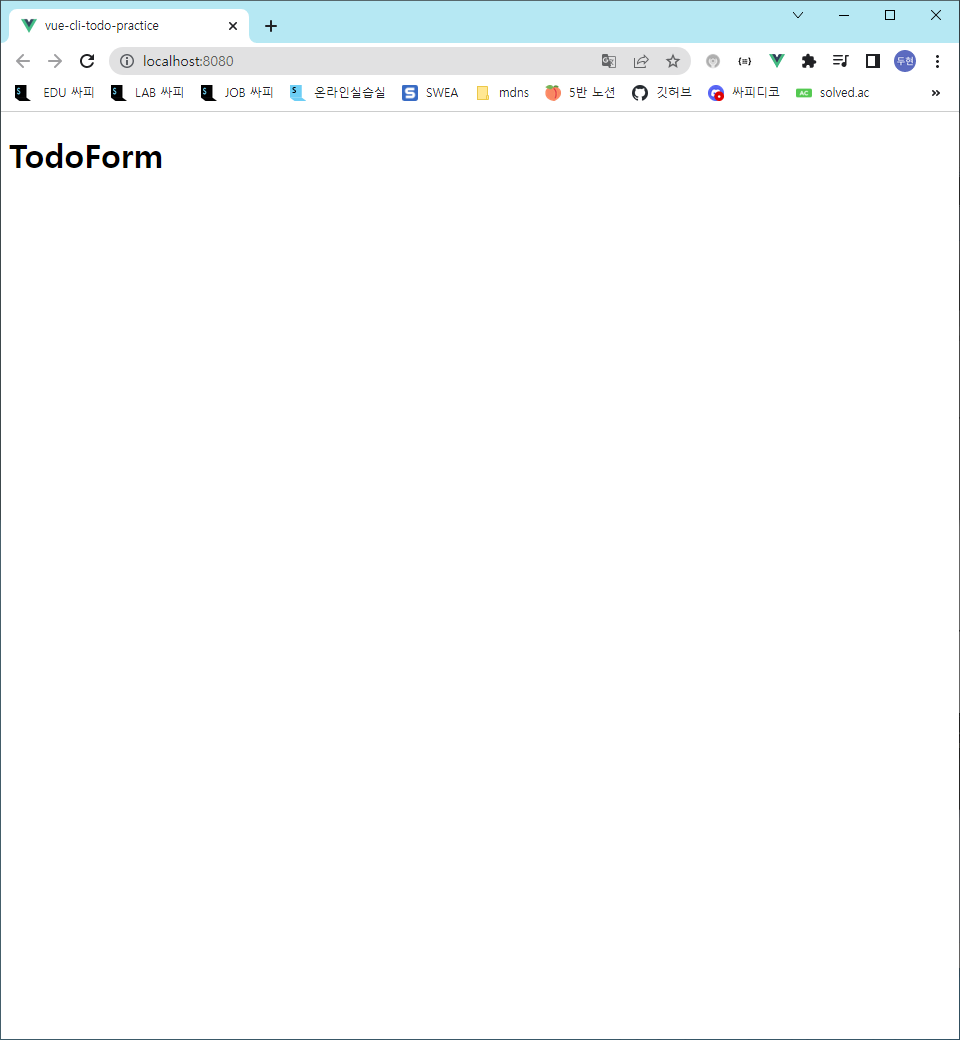 vue-cli-todo-practice
localhost:8080
두현
EDU 싸피 LAB 싸피 JOB 싸피 온라인실습실 SWEA mdns 5반 노션 깃허브 싸피디코 AC solved.ac »
TodoForm